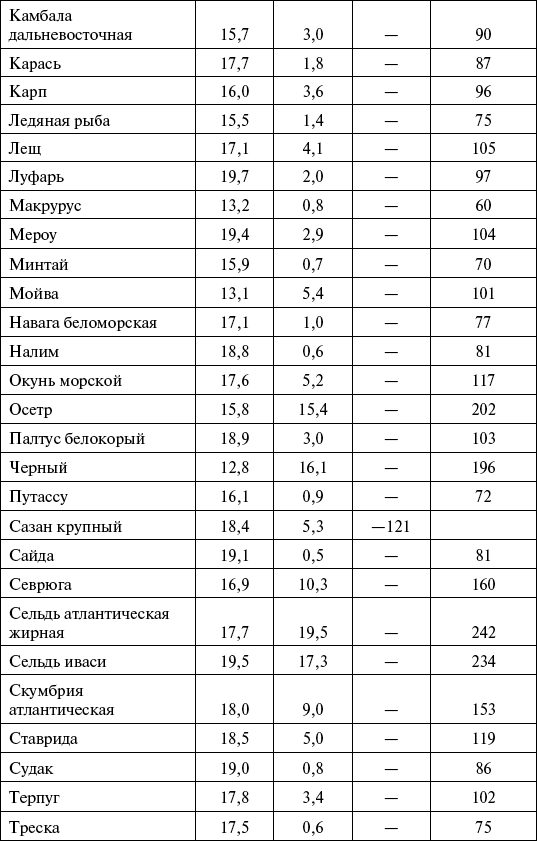 Камбала
дальневосточная 15,7 3,0 — 90
Карась 17,7 1,8 — 87
Карп 16,0 3,6 — 96
Ледяная рыба 15,5 1,4 — 75
Лещ 17,1 4,1 — 105
Луфарь 19,7 2,0 — 97
Макрурус 13,2 0,8 — 60
Мероу 19,4 2,9 — 104
Минтай 15,9 0,7 — 70
Мойва 13,1 5,4 — 101
Навага беломорская 17,1 1,0 — 77
Налим 18,8 0,6 — 81
Окунь морской 17,6 5,2 — 117
Осетр 15,8 15,4 — 202
Палтус белокорый 18,9 3,0 — 103
Черный 12,8 16,1 — 196
Путассу 16,1 0,9 — 72
Сазан крупный 18,4 5,3 —121
Сайда 19,1 0,5 — 81
Севрюга 16,9 10,3 — 160
Сельдь атлантическая
жирная 17,7 19,5 — 242
Сельдь иваси 19,5 17,3 — 234
Скумбрия
атлантическая 18,0 9,0 — 153
Ставрида 18,5 5,0 — 119
Судак 19,0 0,8 — 86
Терпуг 17,8 3,4 — 102
Треска 17,5 0,6 — 75